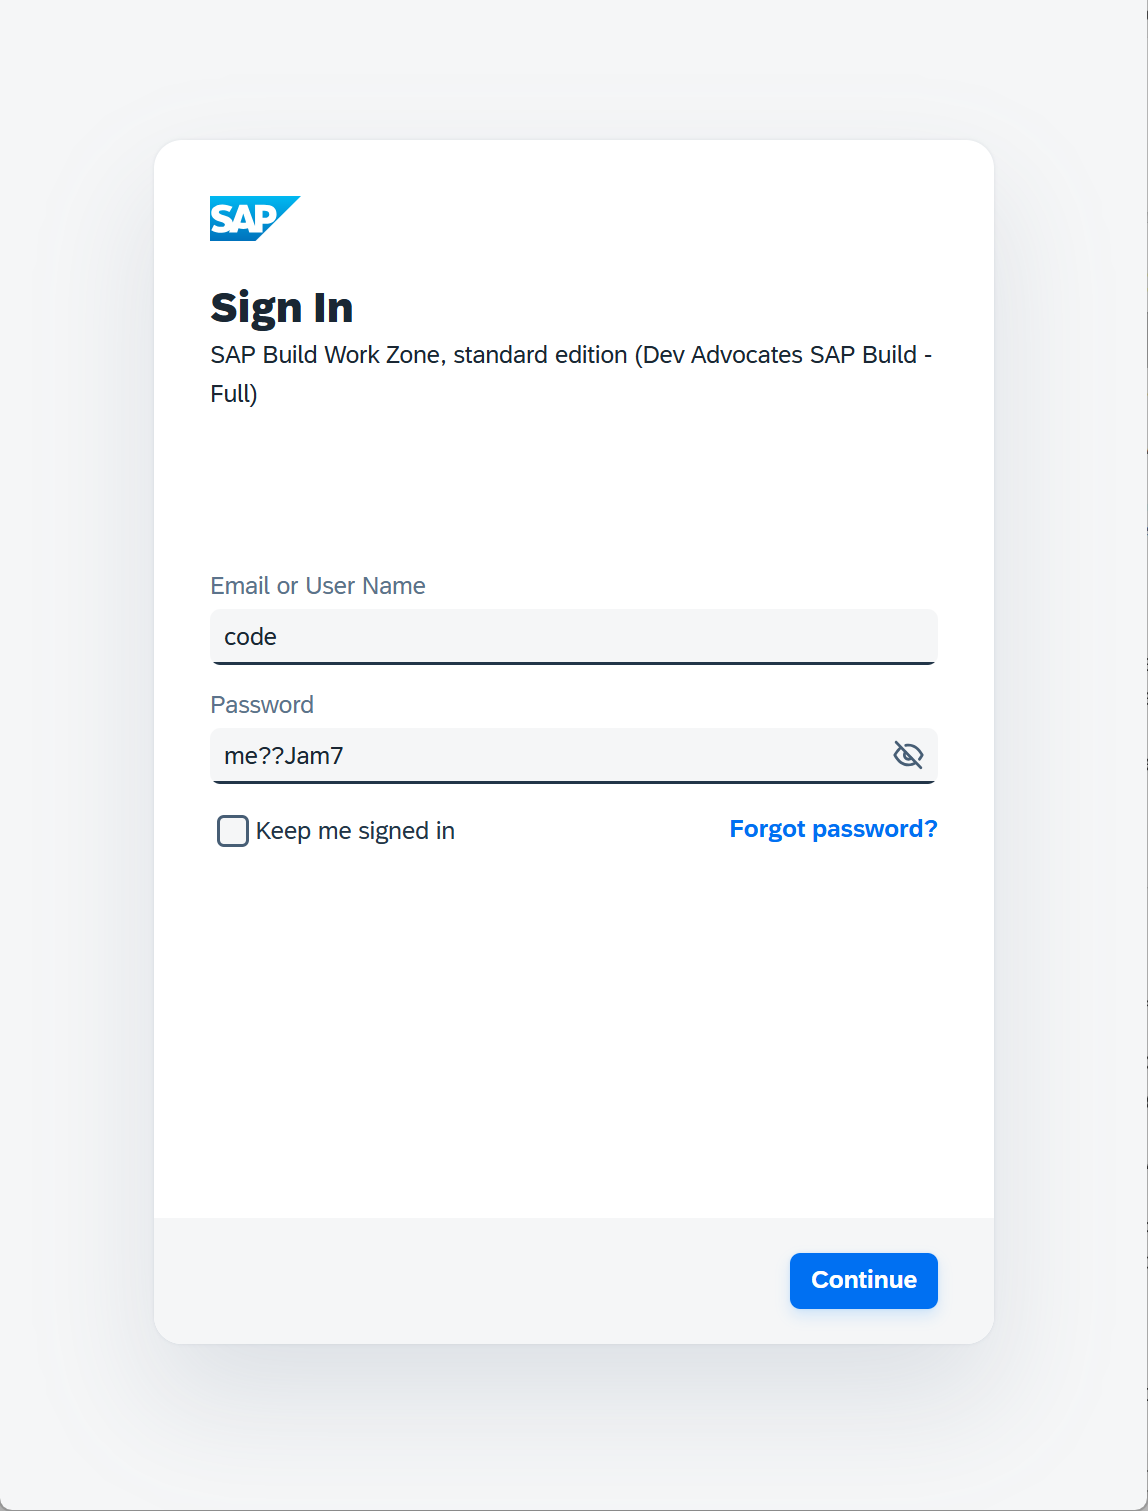 SAP
Sign In
SAP Build Work Zone, standard edition (Dev Advocates SAP Build -
Full)
Email or User Name
code
Password
me??Jam7
Keep me signed in
Forgot password?
Continue